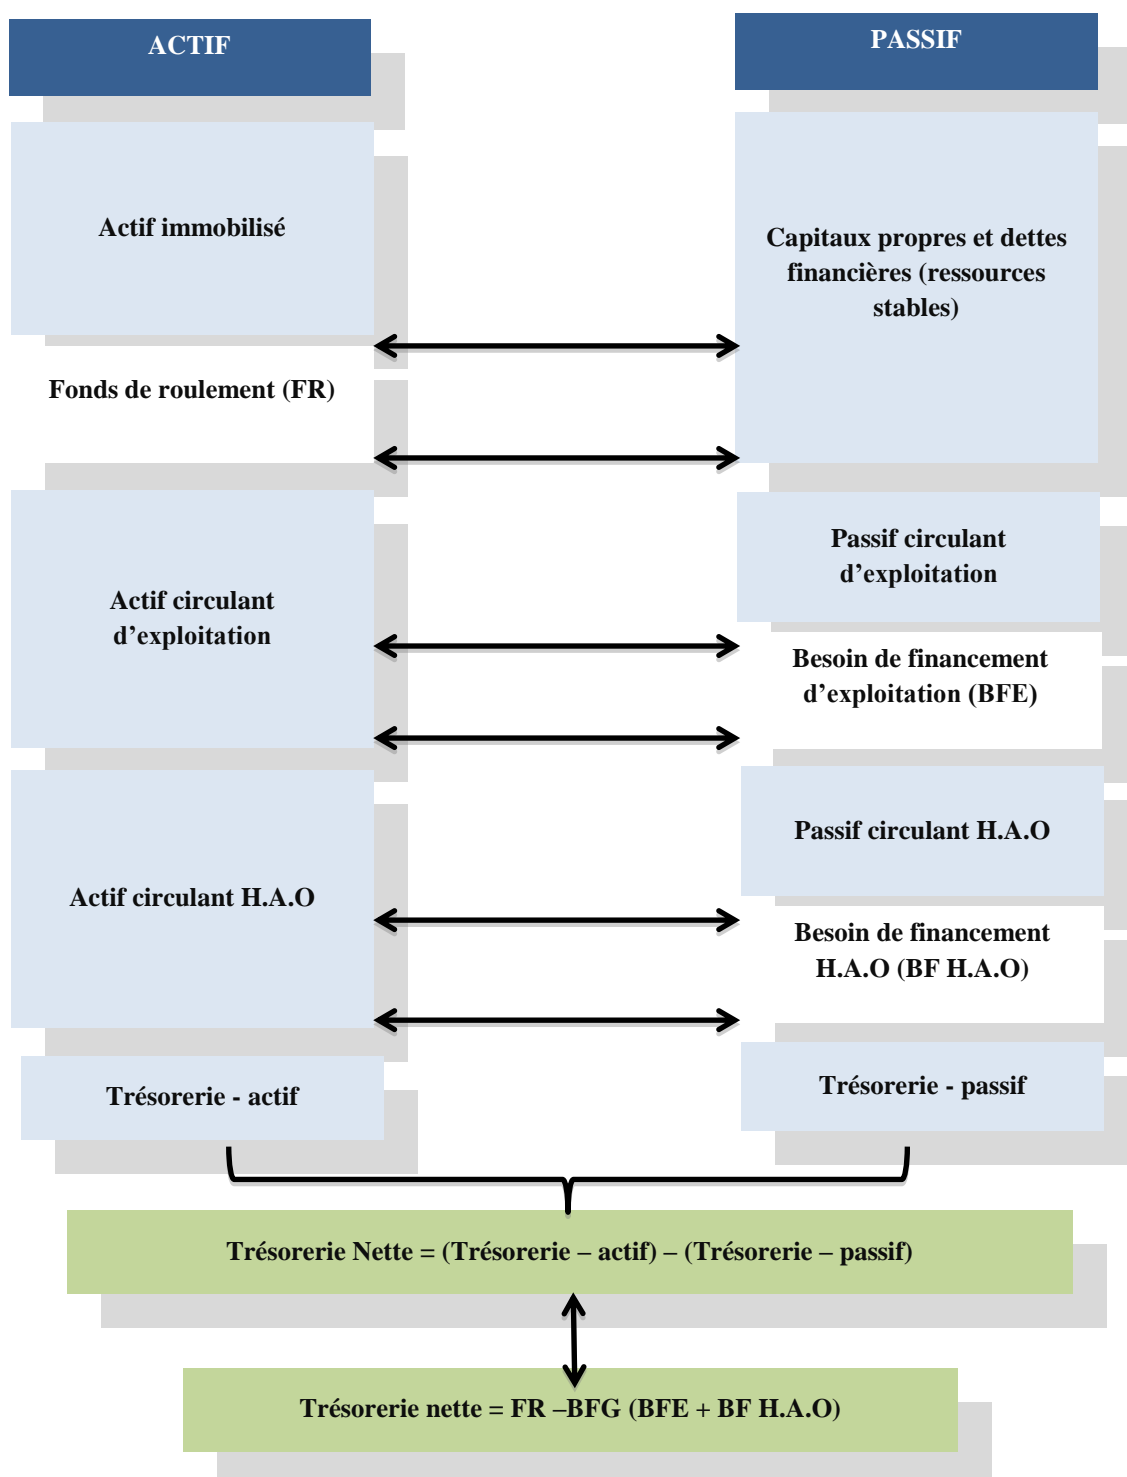 ACTIF
PASSIF
Actif immobilisé
Capitaux propres et dettes
financières (ressources
stables)
Fonds de roulement (FR)
Passif circulant
d’exploitation
Actif circulant
d’exploitation
Besoin de financement
d’exploitation (BFE)
Passif circulant H.A.O
Actif circulant H.A.O
Besoin de financement
H.A.O (BF H.A.O)
Trésorerie - actif
Trésorerie - passif
Trésorerie Nette = (Trésorerie – actif) – (Trésorerie – passif)
Trésorerie nette = FR –BFG (BFE + BF H.A.O)